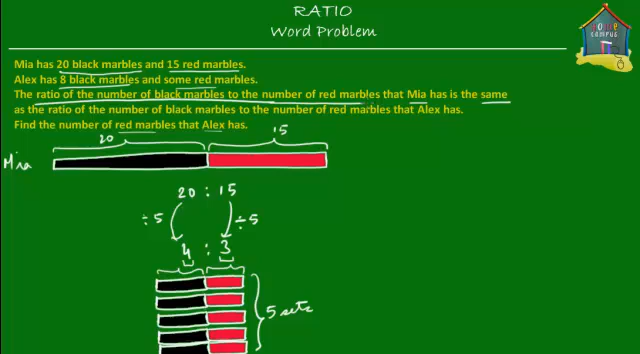 RATIO
Word Problem
Home
campus
Mia has 20 black marbles and 15 red marbles.
Alex has 8 black marbles and some red marbles.
The ratio of the number of black marbles to the number of red marbles that Mia has is the same
as the ratio of the number of black marbles to the number of red marbles that Alex has.
Find the number of red marbles that Alex has.
20 15
Mia
20 : 15
÷5 ÷5
4 : 3
5 sets